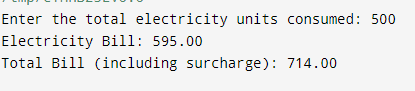 Enter the total electricity units consumed: 500
Electricity Bill: 595.00
Total Bill (including surcharge): 714.00